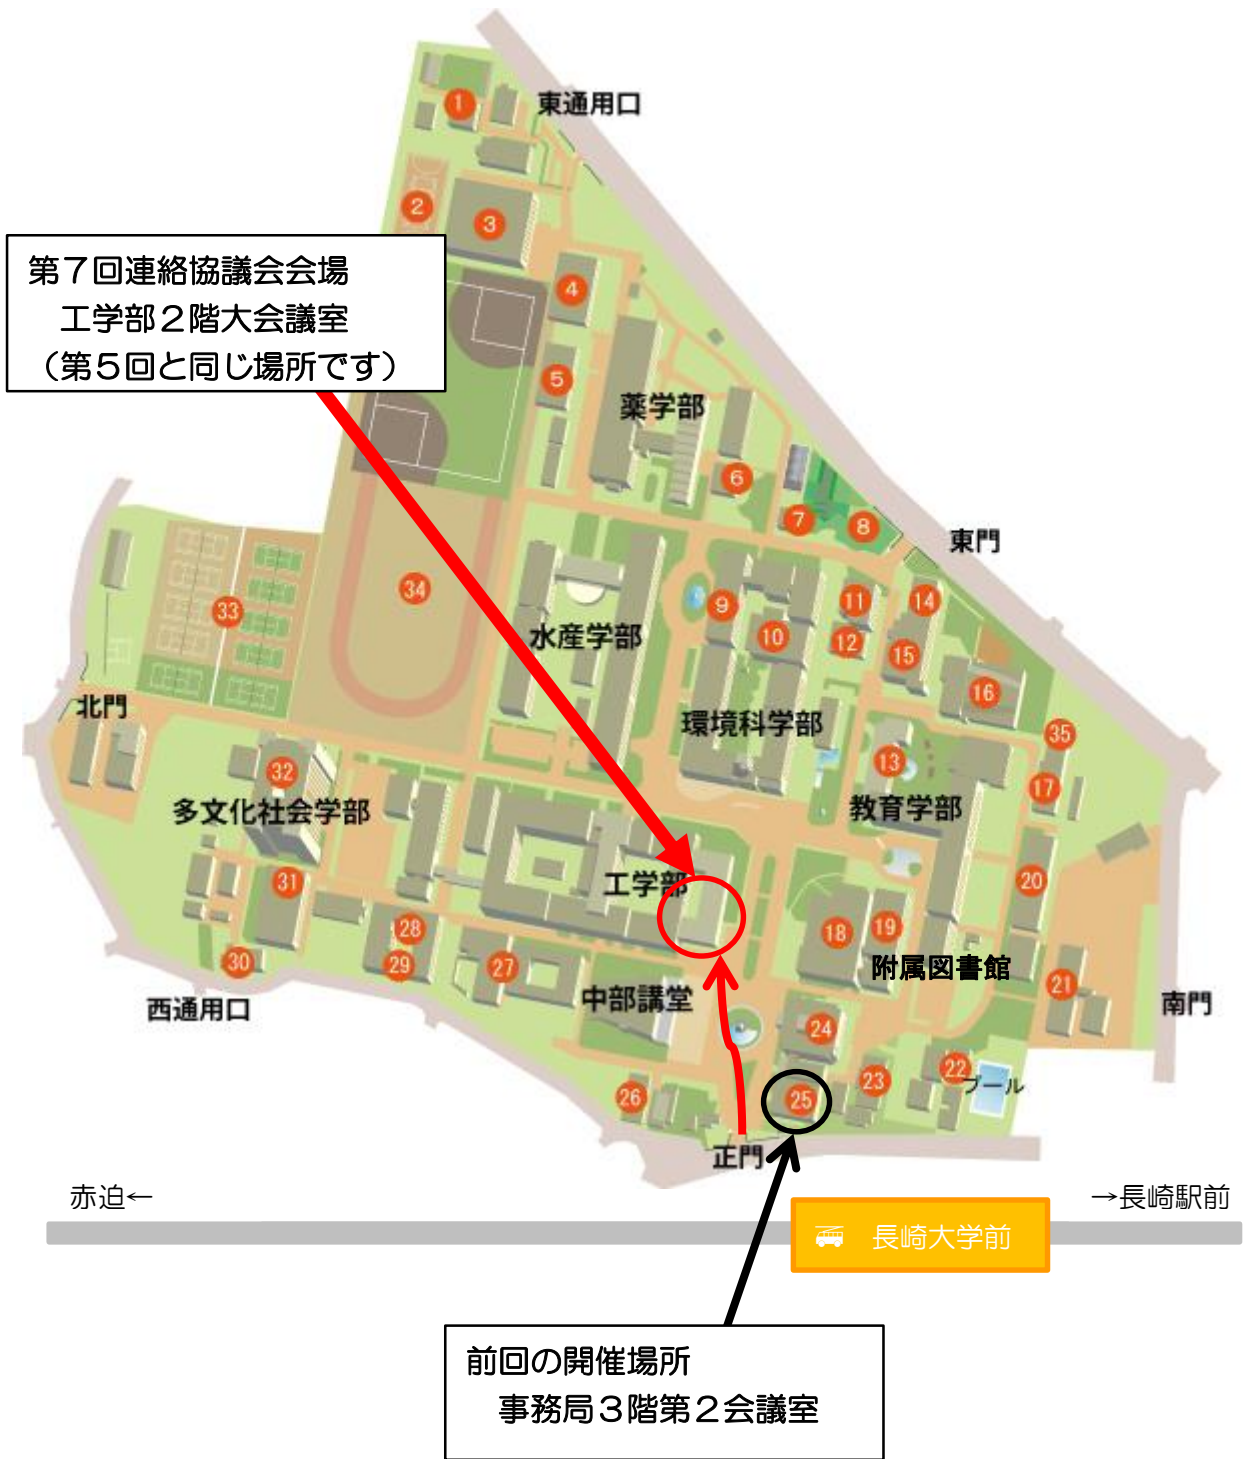 東通用口
1
2
3
第７回連絡協議会会場
工学部２階大会議室
（第５回と同じ場所です）
4
5
薬学部
6
7
8
東門
34
33
水産学部
9
10
11
12
14
15
16
北門
環境科学部
35
13
17
32
多文化社会学部
教育学部
31
工学部
20
28
18
19
29
30
27
附属図書館
中部講堂
21
西通用口
南門
24
22
プール
23
26
25
正門
赤迫←
→長崎駅前
長崎大学前
前回の開催場所
事務局３階第２会議室